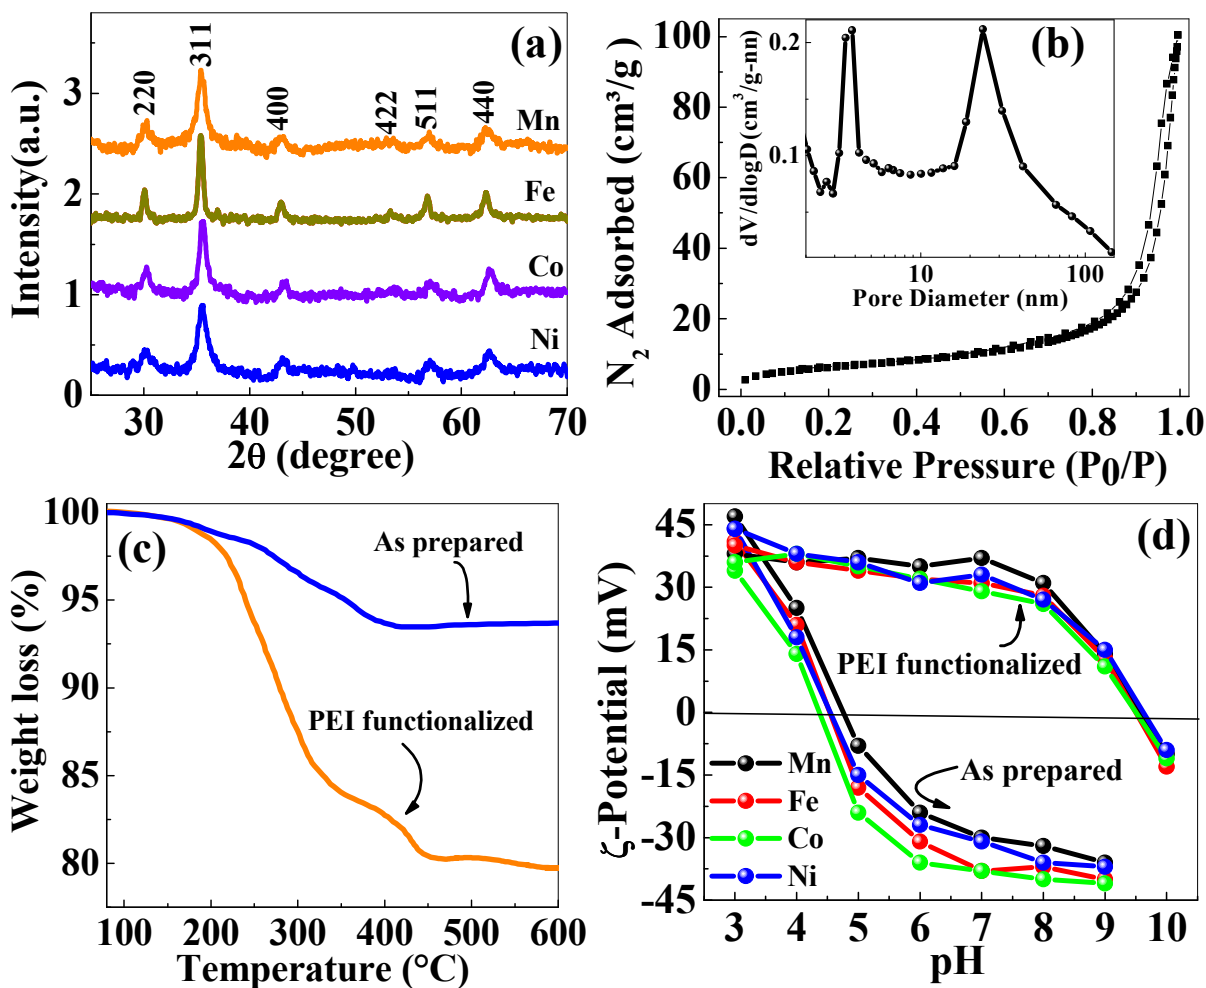 (a)
Intensity(a.u.)
3
2
1
0
220
311
400
422
511
440
Mn
Fe
Co
Ni
30
40
50
60
70
2θ (degree)
(b)
N₂ Adsorbed (cm³/g)
100
80
60
40
20
0
0.2
0.1
dV/dlogD(cm³/g-nn)
10
100
Pore Diameter (nm)
0.0
0.2
0.4
0.6
0.8
1.0
Relative Pressure (P0/P)
(c)
Weight loss (%)
100
95
90
85
80
As prepared
PEI functionalized
100
200
300
400
500
600
Temperature (°C)
(d)
ζ-Potential (mV)
45
30
15
0
-15
-30
-45
PEI functionalized
As prepared
Mn
Fe
Co
Ni
3
4
5
6
7
8
9
10
pH